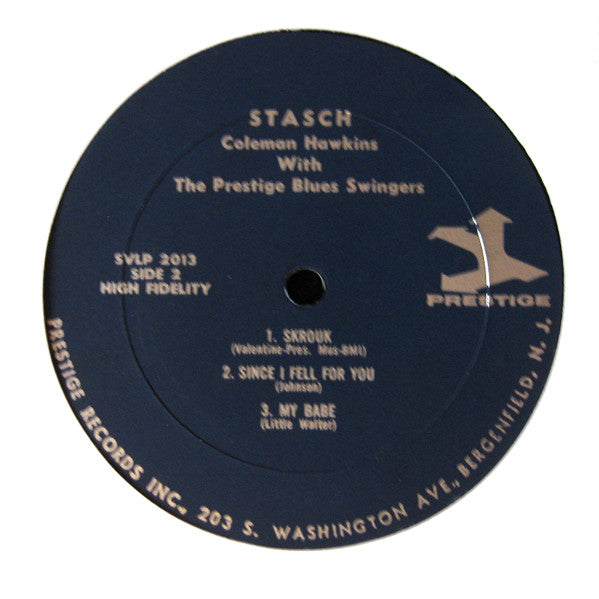 STASCH
Coleman Hawkins
With
The Prestige Blues Swingers
SVLP 2013
SIDE 2
HIGH FIDELITY
PRESTIGE
1. SKROUK
(Valentine-Pres. Mus-BMI)
2. SINCE I FELL FOR YOU
(Johnson)
3. MY BABE
(Little Walter)
PRESTIGE RECORDS INC., 203 S. WASHINGTON AVE., BERGENFIELD, N. J.